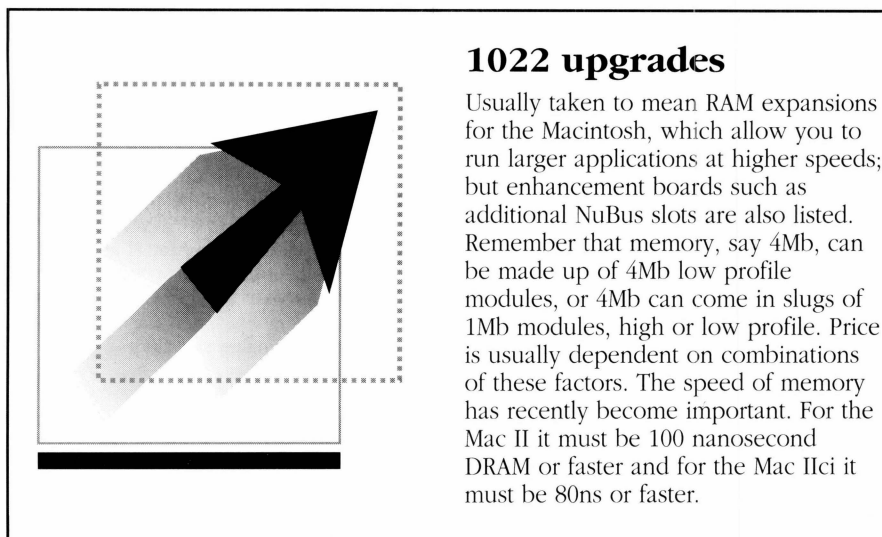 1022 upgrades
Usually taken to mean RAM expansions
for the Macintosh, which allow you to
run larger applications at higher speeds;
but enhancement boards such as
additional NuBus slots are also listed.
Remember that memory, say 4Mb, can
be made up of 4Mb low profile
modules, or 4Mb can come in slugs of
1Mb modules, high or low profile. Price
is usually dependent on combinations
of these factors. The speed of memory
has recently become important. For the
Mac II it must be 100 nanosecond
DRAM or faster and for the Mac IIci it
must be 80ns or faster.